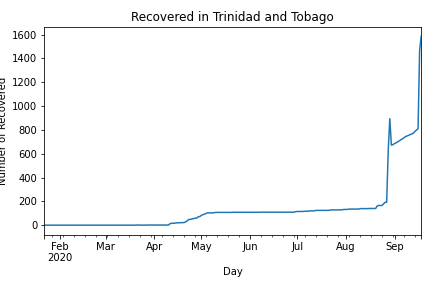 Recovered in Trinidad and Tobago
Number of Recovered
1600
1400
1200
1000
800
600
400
200
0
Feb Mar Apr May Jun Jul Aug Sep
2020
Day